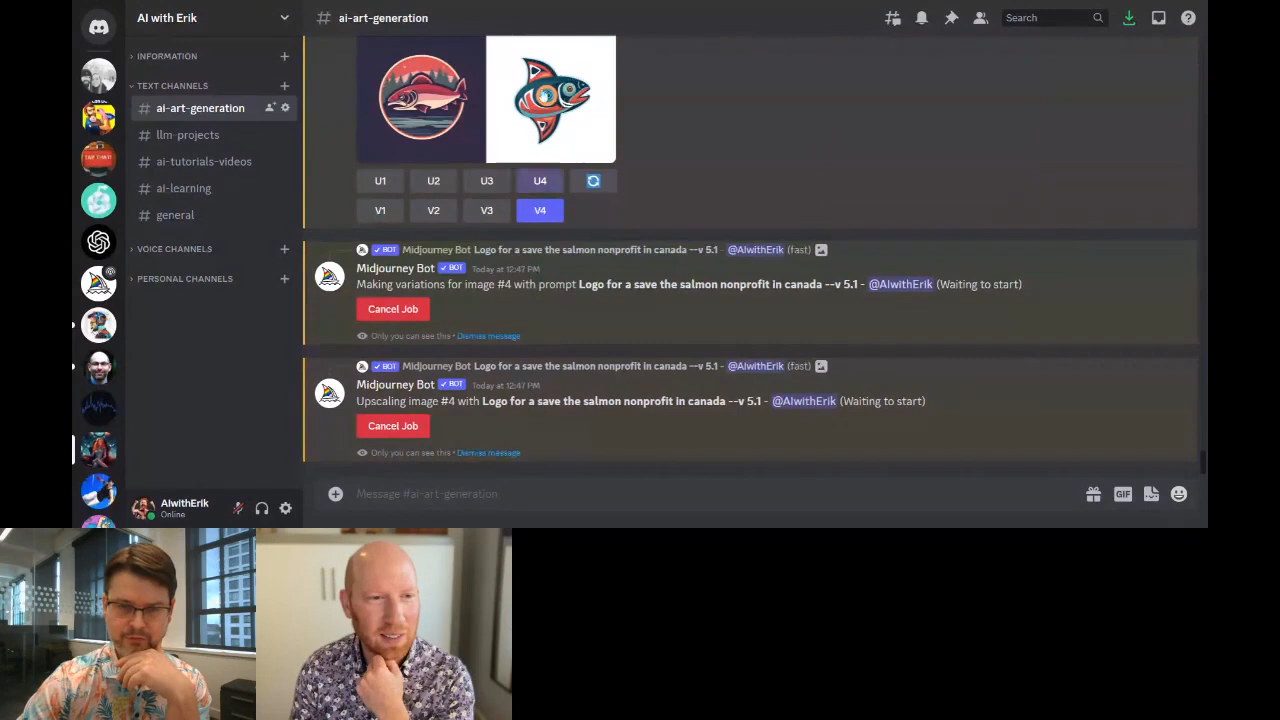 AI with Erik
ai-art-generation
Search
INFORMATION
TEXT CHANNELS
ai-art-generation
llm-projects
ai-tutorials-videos
ai-learning
general
VOICE CHANNELS
PERSONAL CHANNELS
U1 U2 U3 U4
V1 V2 V3 V4
BOT Midjourney Bot Logo for a save the salmon nonprofit in canada --v 5.1 - @AIwithErik (fast)
Midjourney Bot BOT Today at 12:47 PM
Making variations for image #4 with prompt Logo for a save the salmon nonprofit in canada --v 5.1 - @AIwithErik (Waiting to start)
Cancel Job
Only you can see this • Dismiss message
BOT Midjourney Bot Logo for a save the salmon nonprofit in canada --v 5.1 - @AIwithErik (fast)
Midjourney Bot BOT Today at 12:47 PM
Upscaling image #4 with Logo for a save the salmon nonprofit in canada --v 5.1 - @AIwithErik (Waiting to start)
Cancel Job
Only you can see this • Dismiss message
Message #ai-art-generation
GIF
AIwithErik
Online